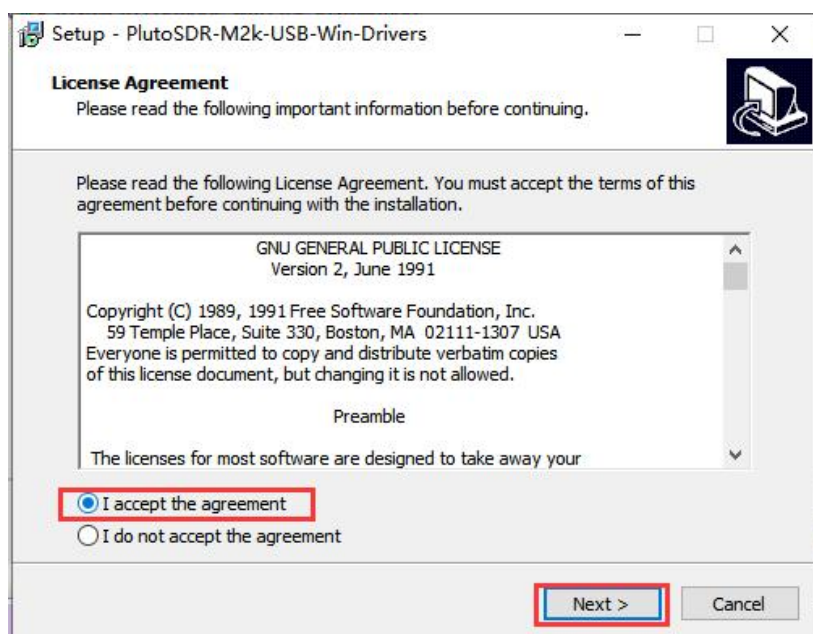 Setup - PlutoSDR-M2k-USB-Win-Drivers
License Agreement
Please read the following important information before continuing.
Please read the following License Agreement. You must accept the terms of this
agreement before continuing with the installation.
GNU GENERAL PUBLIC LICENSE
Version 2, June 1991
Copyright (C) 1989, 1991 Free Software Foundation, Inc.
59 Temple Place, Suite 330, Boston, MA 02111-1307 USA
Everyone is permitted to copy and distribute verbatim copies
of this license document, but changing it is not allowed.
Preamble
The licenses for most software are designed to take away your
I accept the agreement
I do not accept the agreement
Next >
Cancel